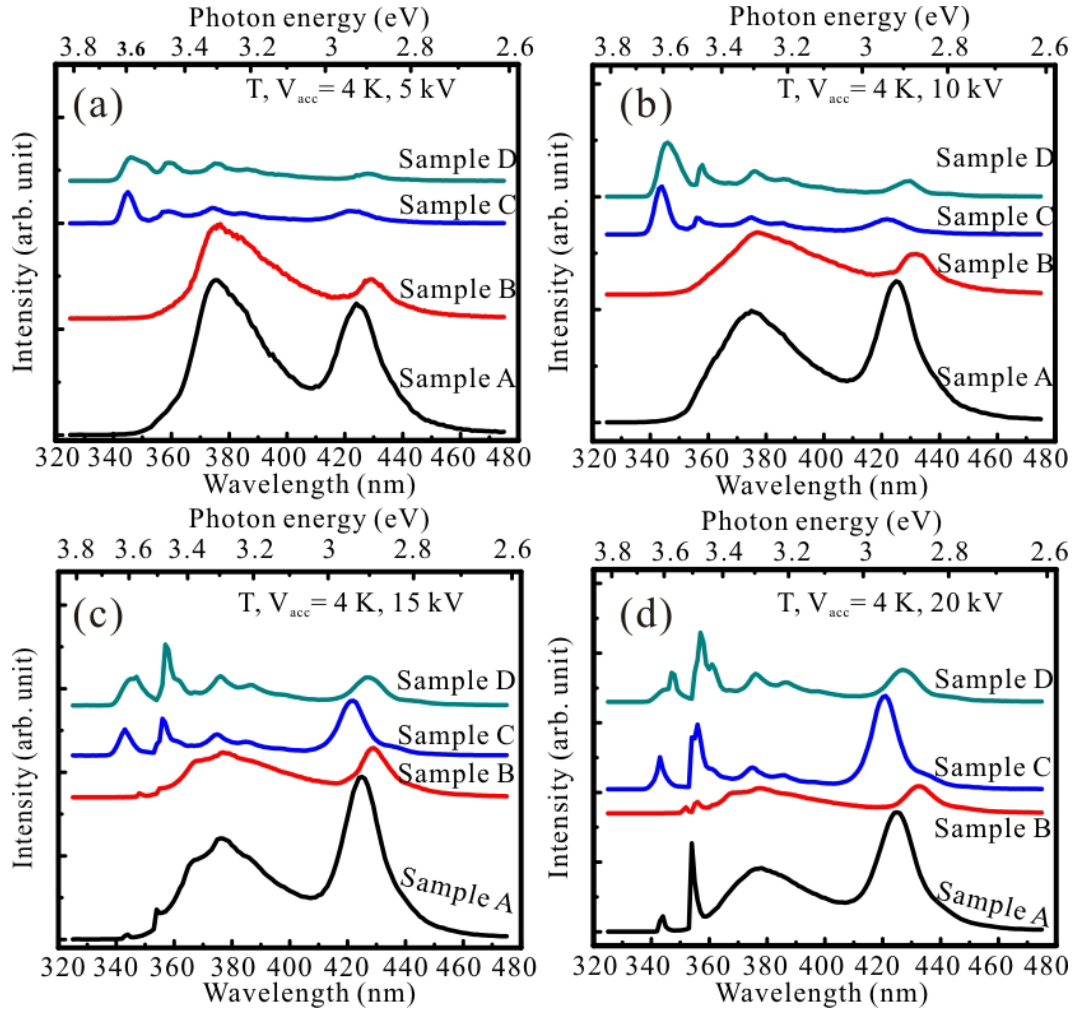 Photon energy (eV)
3.8 3.6 3.4 3.2 3 2.8 2.6
(a)
T, Vacc= 4 K, 5 kV
Sample D
Sample C
Sample B
Sample A
Intensity (arb. unit)
320 340 360 380 400 420 440 460 480
Wavelength (nm)
Photon energy (eV)
3.8 3.6 3.4 3.2 3 2.8 2.6
(b)
T, Vacc= 4 K, 10 kV
Sample D
Sample C
Sample B
Sample A
Intensity (arb. unit)
320 340 360 380 400 420 440 460 480
Wavelength (nm)
Photon energy (eV)
3.8 3.6 3.4 3.2 3 2.8 2.6
(c)
T, Vacc= 4 K, 15 kV
Sample D
Sample C
Sample B
Sample A
Intensity (arb. unit)
320 340 360 380 400 420 440 460 480
Wavelength (nm)
Photon energy (eV)
3.8 3.6 3.4 3.2 3 2.8 2.6
(d)
T, Vacc= 4 K, 20 kV
Sample D
Sample C
Sample B
Sample A
Intensity (arb. unit)
320 340 360 380 400 420 440 460 480
Wavelength (nm)